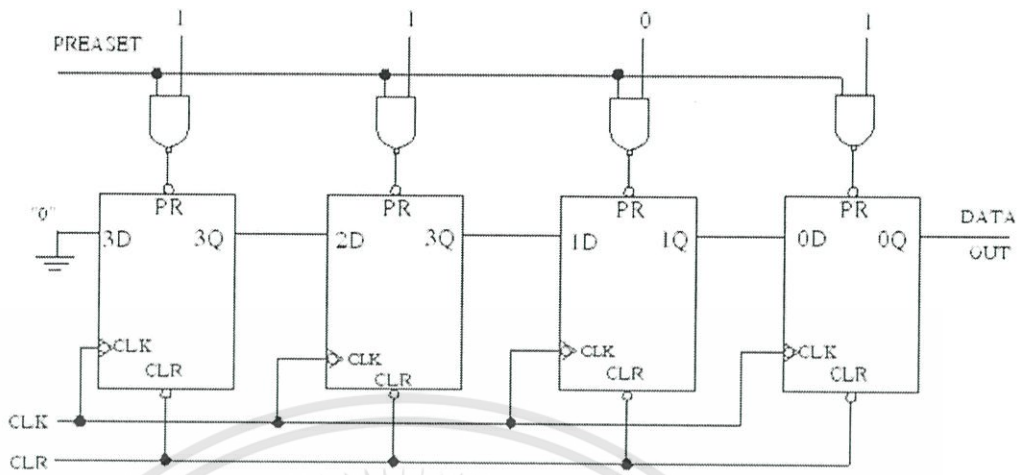 1 1 0 1
PREASET
PR PR PR PR
"0" 3D 3Q 2D 3Q 1D 1Q 0D 0Q DATA OUT
CLK CLK CLK CLK
CLR CLR CLR CLR
CLK
CLR